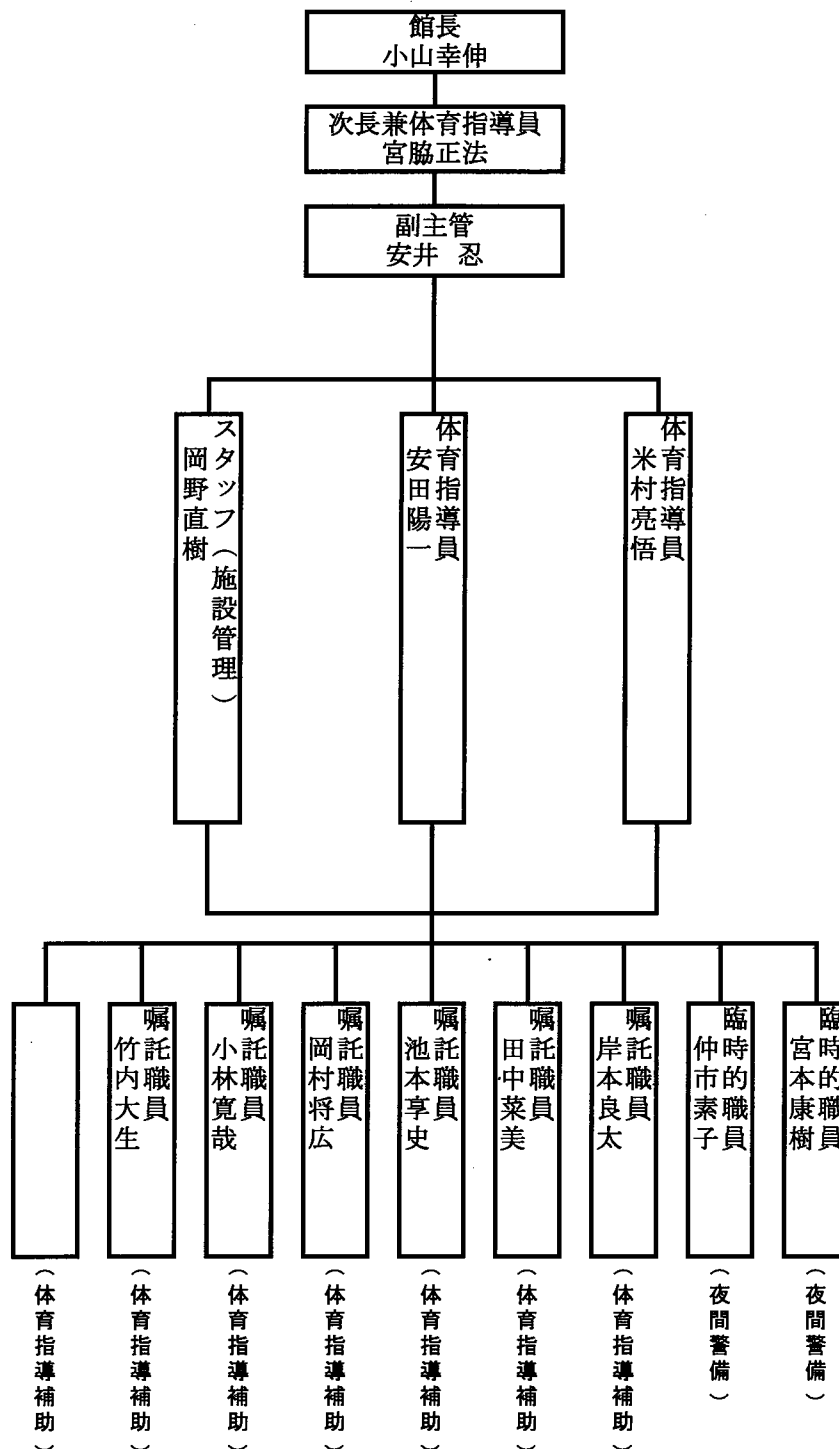 館長
小山幸伸
次長兼体育指導員
宮脇正法
副主管
安井 忍
体育指導員
米村亮悟
体育指導員
安田陽一
スタッフ（施設管理）
岡野直樹
臨時的職員
宮本康樹
（夜間警備）
臨時的職員
仲市素子
（夜間警備）
嘱託職員
岸本良太
（体育指導補助）
嘱託職員
田中菜美
（体育指導補助）
嘱託職員
池本享史
（体育指導補助）
嘱託職員
岡村将広
（体育指導補助）
嘱託職員
小林寛哉
（体育指導補助）
嘱託職員
竹内大生
（体育指導補助）
（体育指導補助）